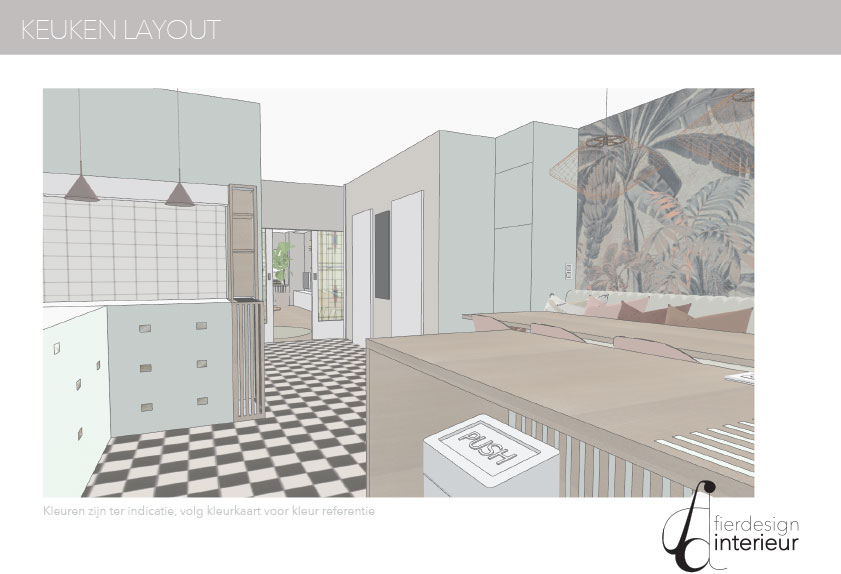 KEUKEN LAYOUT
PUSH
Kleuren zijn ter indicatie, volg kleurkaart voor kleur referentie
fierdesign
interieur